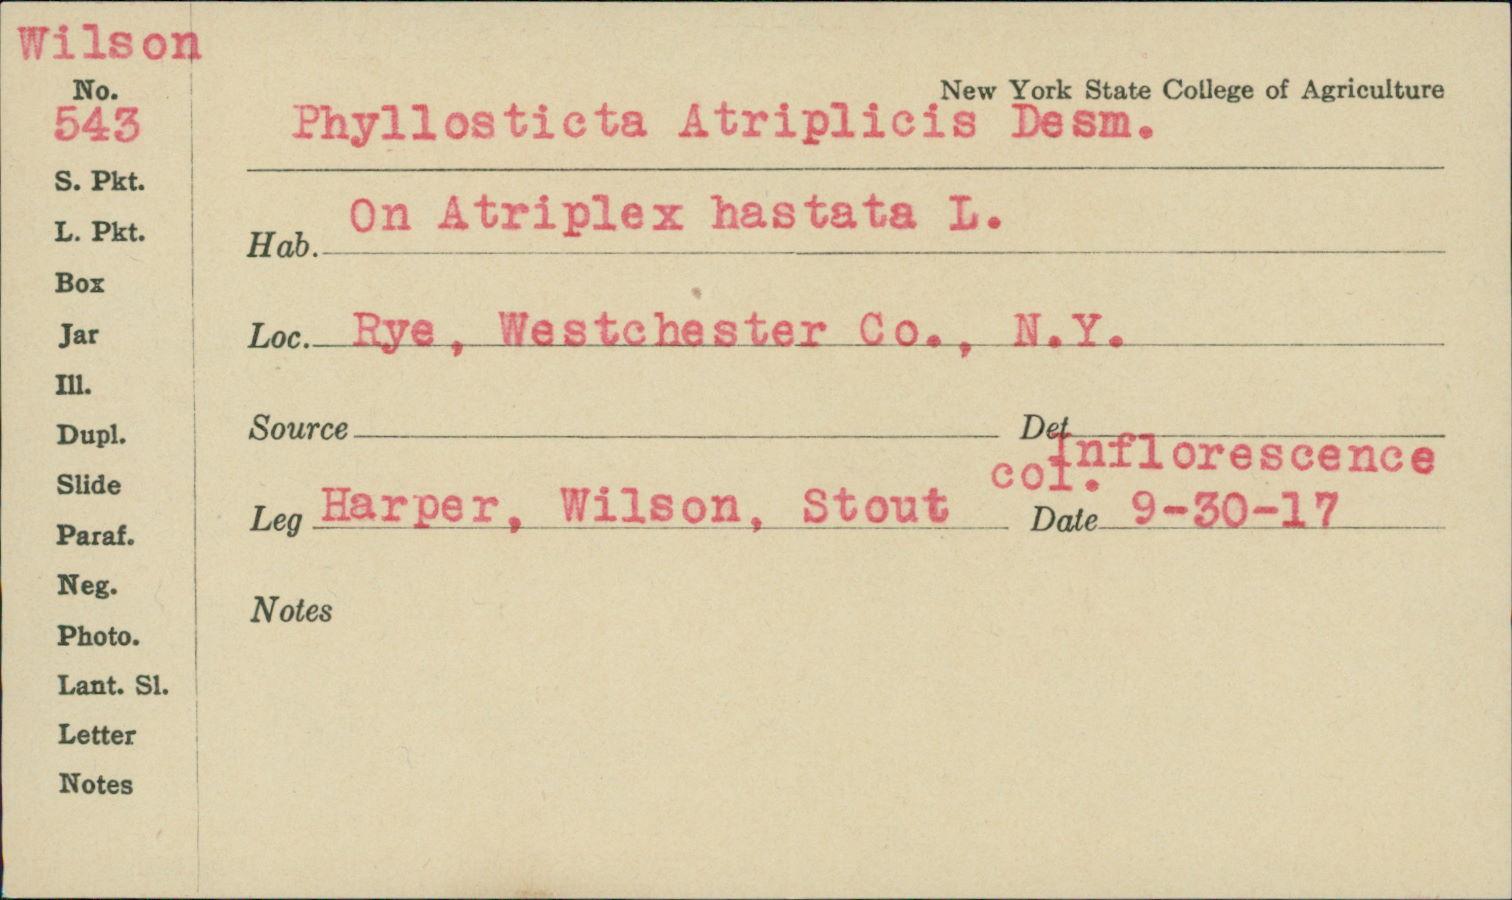 Wilson
No.
543
S. Pkt.
L. Pkt.
Box
Jar
Ill.
Dupl.
Slide
Paraf.
Neg.
Photo.
Lant. Sl.
Letter
Notes
New York State College of Agriculture
Phyllosticta Atriplicis Desm.
Hab. On Atriplex hastata L.
Loc. Rye, Westchester Co., N.Y.
Source
Det
Inflorescence
Leg Harper, Wilson, Stout col.
Date 9-30-17
Notes